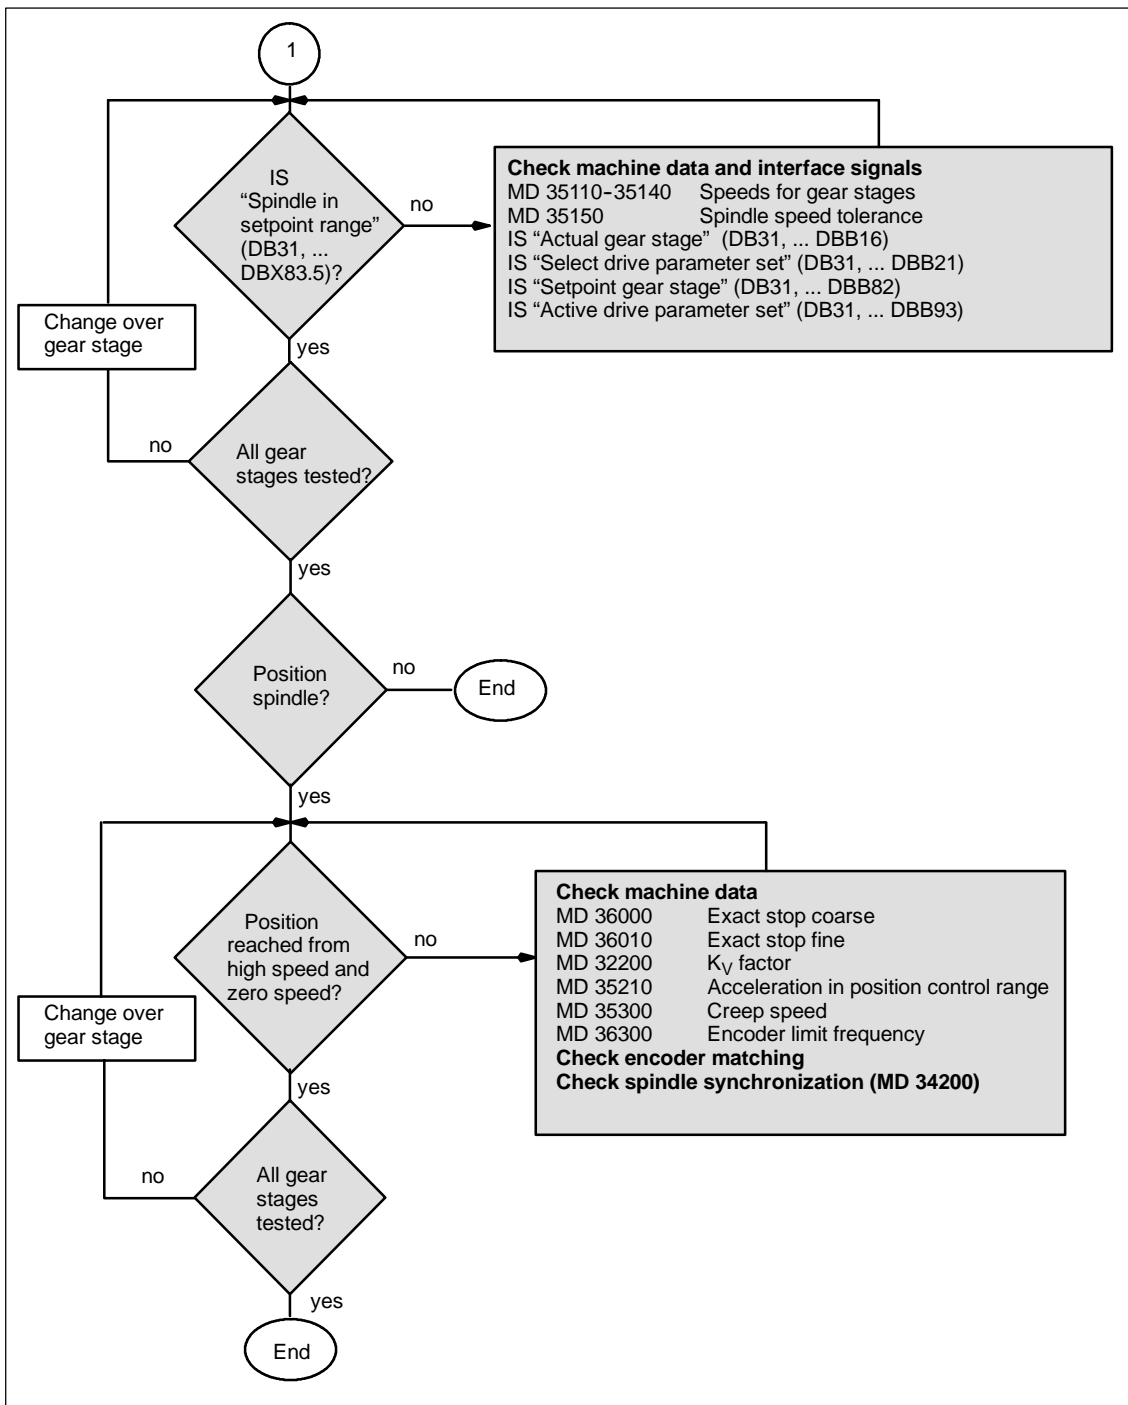 1
IS
“Spindle in
setpoint range”
(DB31, ...
DBX83.5)?
no
Check machine data and interface signals
MD 35110-35140 Speeds for gear stages
MD 35150 Spindle speed tolerance
IS “Actual gear stage” (DB31, ... DBB16)
IS “Select drive parameter set” (DB31, ... DBB21)
IS “Setpoint gear stage” (DB31, ... DBB82)
IS “Active drive parameter set” (DB31, ... DBB93)
Change over
gear stage
yes
no
All gear
stages tested?
yes
Position
spindle?
no
End
yes
Position
reached from
high speed and
zero speed?
no
Check machine data
MD 36000 Exact stop coarse
MD 36010 Exact stop fine
MD 32200 KV factor
MD 35210 Acceleration in position control range
MD 35300 Creep speed
MD 36300 Encoder limit frequency
Check encoder matching
Check spindle synchronization (MD 34200)
Change over
gear stage
yes
no
All gear
stages
tested?
yes
End